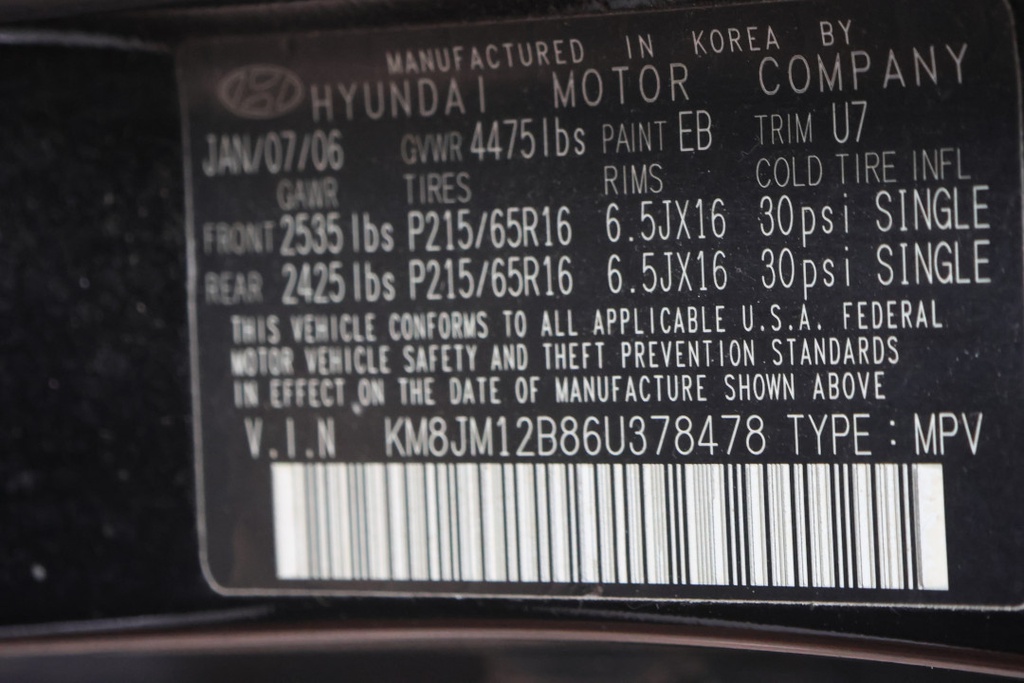 MANUFACTURED IN KOREA BY
HYUNDAI MOTOR COMPANY
JAN/07/06 GVWR 4475lbs PAINT EB TRIM U7
GAWR TIRES RIMS COLD TIRE INFL
FRONT 2535 lbs P215/65R16 6.5JX16 30psi SINGLE
REAR 2425 lbs P215/65R16 6.5JX16 30psi SINGLE
THIS VEHICLE CONFORMS TO ALL APPLICABLE U.S.A. FEDERAL
MOTOR VEHICLE SAFETY AND THEFT PREVENTION STANDARDS
IN EFFECT ON THE DATE OF MANUFACTURE SHOWN ABOVE
V.I.N KM8JM12B86U378478 TYPE : MPV